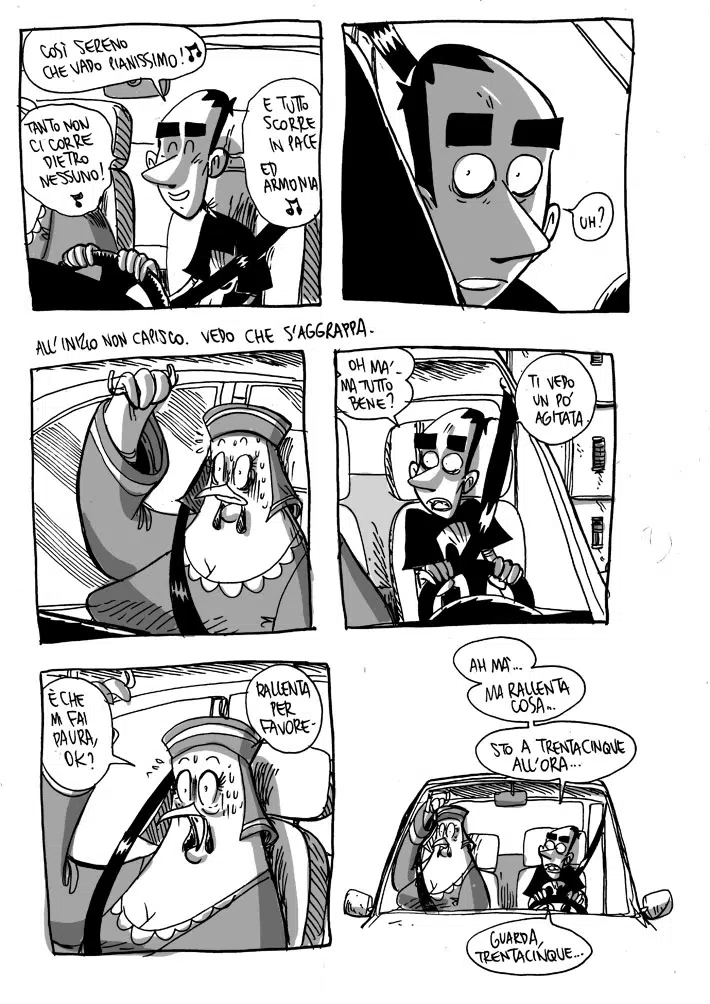 COSÌ SERENO
CHE VADO PIANISSIMO!
TANTO NON
CI CORRE
DIETRO
NESSUNO!
E TUTTO
SCORRE
IN PACE
ED
ARMONIA
UH?
ALL'INIZIO NON CAPISCO. VEDO CHE S'AGGRAPPA.
OH MA'-
MA TUTTO
BENE?
TI VEDO
UN PO'
AGITATA.
È CHE
MI FAI
PAURA,
OK?
RALLENTA
PER
FAVORE-
AH MA'...
MA RALLENTA
COSA...
STO A TRENTACINQUE
ALL'ORA...
GUARDA,
TRENTACINQUE...